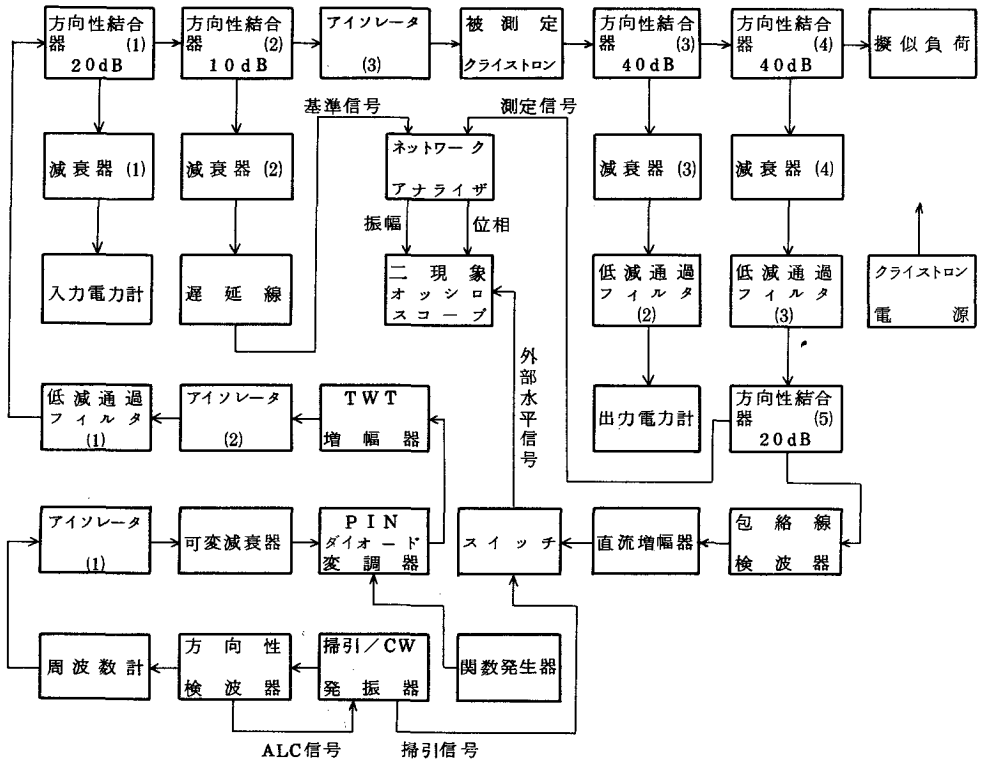 方向性結合
器 (1)
20dB
方向性結合
器 (2)
10dB
アイソレータ
(3)
被測定
クライストロン
方向性結合
器 (3)
40dB
方向性結合
器 (4)
40dB
擬似負荷
基準信号
測定信号
減衰器(1)
減衰器(2)
ネットワーク
アナライザ
減衰器(3)
減衰器(4)
振幅
位相
入力電力計
遅延線
二現象
オッシロ
スコープ
低減通過
フィルタ
(2)
低減通過
フィルタ
(3)
クライストロン
電源
外部水平信号
低減通過
フィルタ
(1)
アイソレータ
(2)
TWT
増幅器
出力電力計
方向性結合
器 (5)
20dB
アイソレータ
(1)
可変減衰器
PIN
ダイオード
変調器
スイッチ
直流増幅器
包絡線
検波器
周波数計
方向性
検波器
掃引/CW
発振器
関数発生器
ALC信号
掃引信号